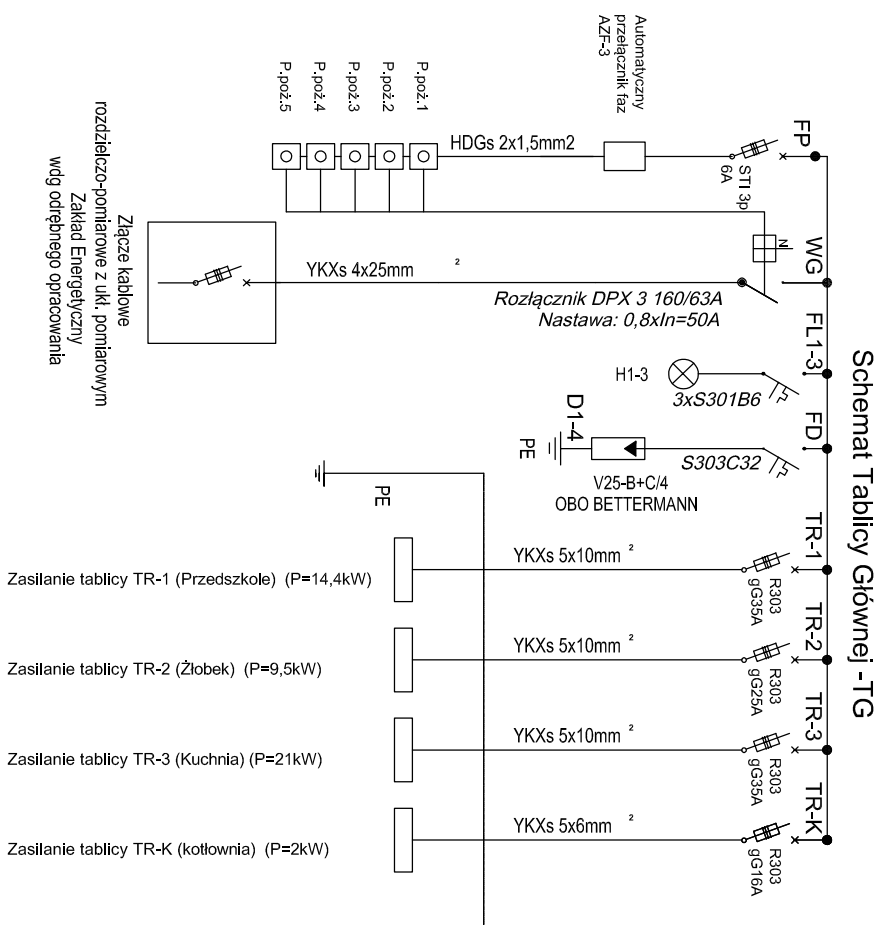 Schemat Tablicy Głównej -TG
FP
STI 3p
6A
Automatyczny
przełącznik faz
AZF-3
HDGs 2x1,5mm2
P.poż.1
P.poż.2
P.poż.3
P.poż.4
P.poż.5
WG
N
Rozłącznik DPX 3 160/63A
Nastawa: 0,8xIn=50A
YKXs 4x25mm ²
Złącze kablowe
rozdzielczo-pomiarowe z ukł. pomiarowym
Zakład Energetyczny
wdg odrębnego opracowania
FL1-3
3xS301B6
H1-3
FD
S303C32
D1-4
V25-B+C/4
OBO BETTERMANN
PE
PE
TR-1
R303
gG35A
YKXs 5x10mm ²
Zasilanie tablicy TR-1 (Przedszkole) (P=14,4kW)
TR-2
R303
gG25A
YKXs 5x10mm ²
Zasilanie tablicy TR-2 (Żłobek) (P=9,5kW)
TR-3
R303
gG35A
YKXs 5x10mm ²
Zasilanie tablicy TR-3 (Kuchnia) (P=21kW)
TR-K
R303
gG16A
YKXs 5x6mm ²
Zasilanie tablicy TR-K (kotłownia) (P=2kW)